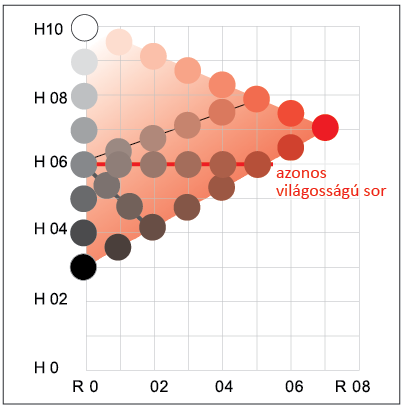 H10
H 08
H 06
azonos
világosságú sor
H 04
H 02
H 0
R 0 02 04 06 R 08